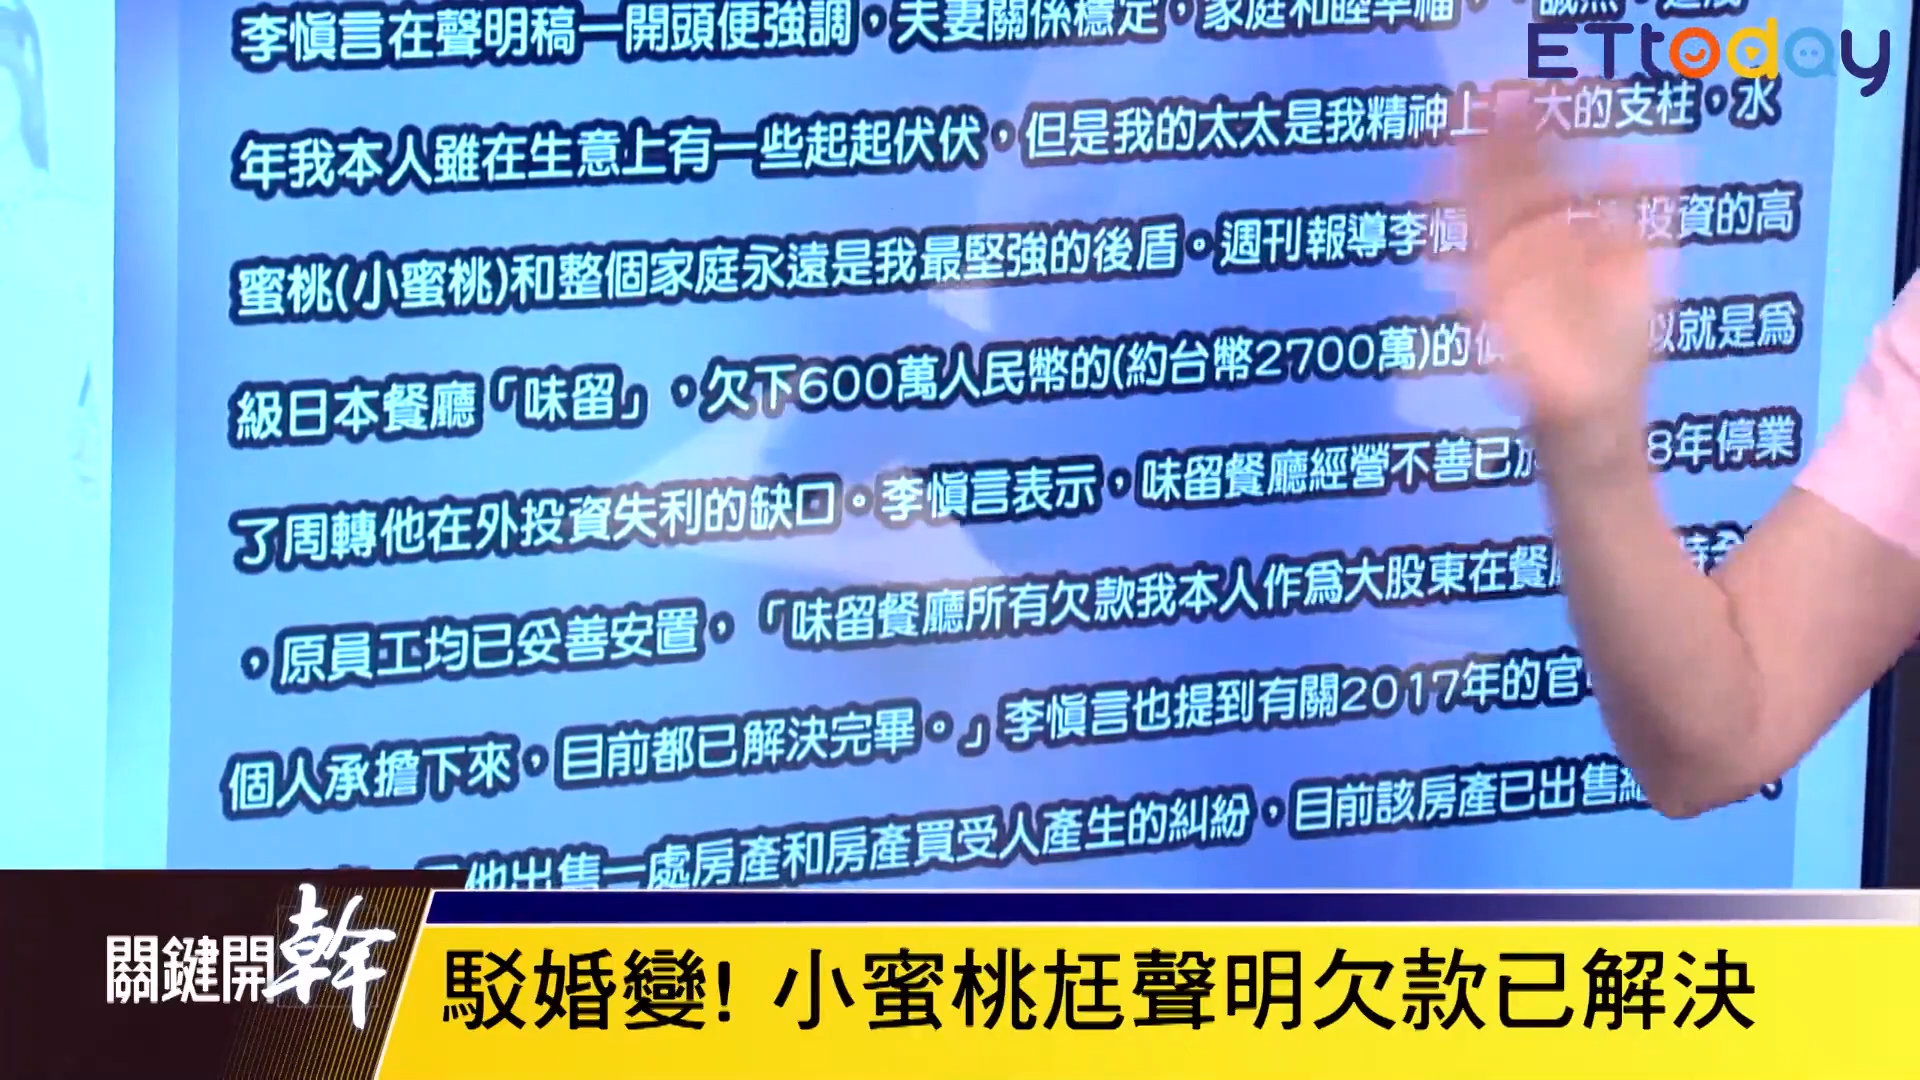 李慎言在聲明稿一開頭便強調，夫妻關係穩定，家庭和睦幸福，
ETtoday
年我本人雖在生意上有一些起起伏伏，但是我的太太是我精神上 大的支柱，水
蜜桃(小蜜桃)和整個家庭永遠是我最堅強的後盾。週刊報導李慎 投資的高
級日本餐廳「味留」，欠下600萬人民幣的(約台幣2700萬)的 就是為
了周轉他在外投資失利的缺口。李慎言表示，味留餐廳經營不善已 8年停業
，原員工均已妥善安置，「味留餐廳所有欠款我本人作為大股東在餐
個人承擔下來，目前都已解決完畢。」李慎言也提到有關2017年的官
他出售一處房產和房產買受人產生的糾紛，目前該房產已出售
關鍵開幹
駁婚變! 小蜜桃尪聲明欠款已解決